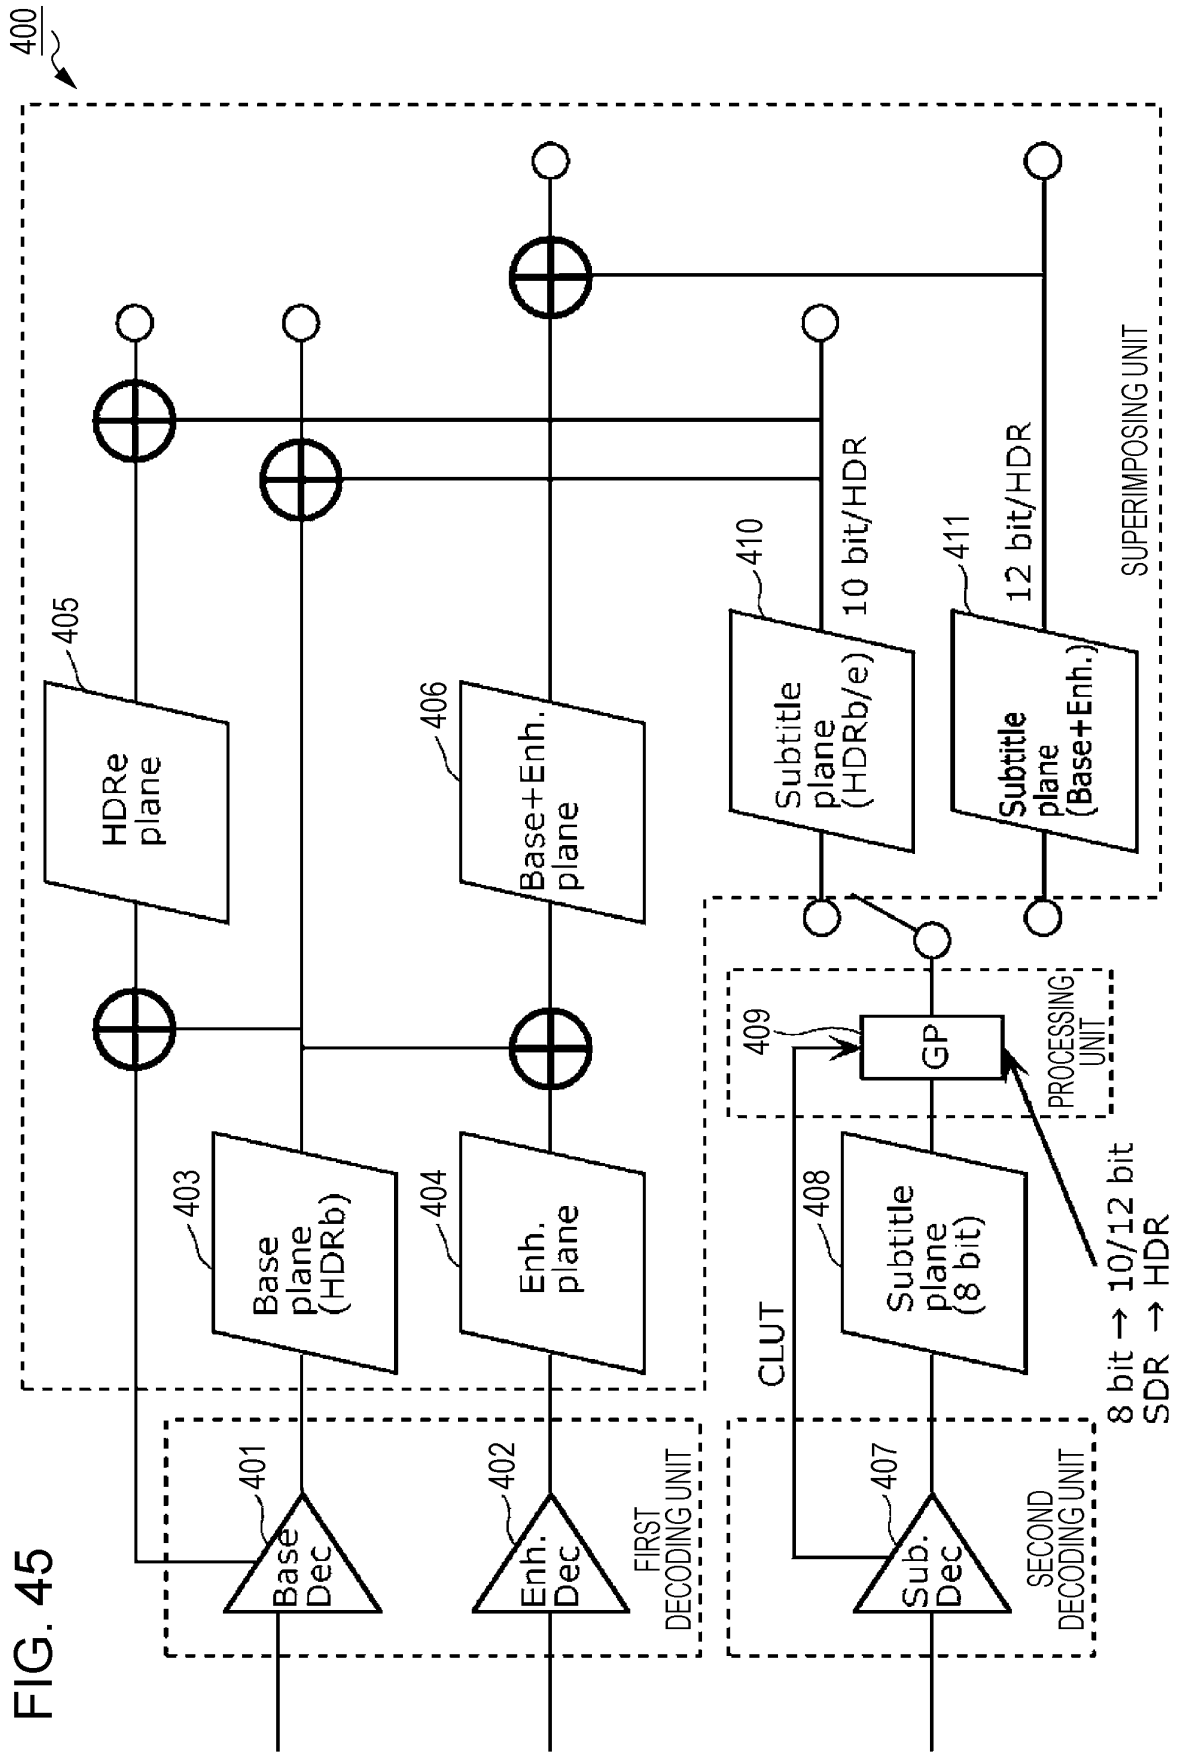 FIG. 45
400
401
Base
Dec
402
Enh.
Dec
FIRST
DECODING UNIT
403
Base
plane
(HDRb)
404
Enh.
plane
405
HDRe
plane
406
Base+Enh.
plane
407
Sub.
Dec
SECOND
DECODING UNIT
CLUT
408
Subtitle
plane
(8 bit)
409
GP
PROCESSING
UNIT
8 bit → 10/12 bit
SDR → HDR
410
Subtitle
plane
(HDRb/e)
10 bit/HDR
411
Subtitle
plane
(Base+Enh.)
12 bit/HDR
SUPERIMPOSING UNIT